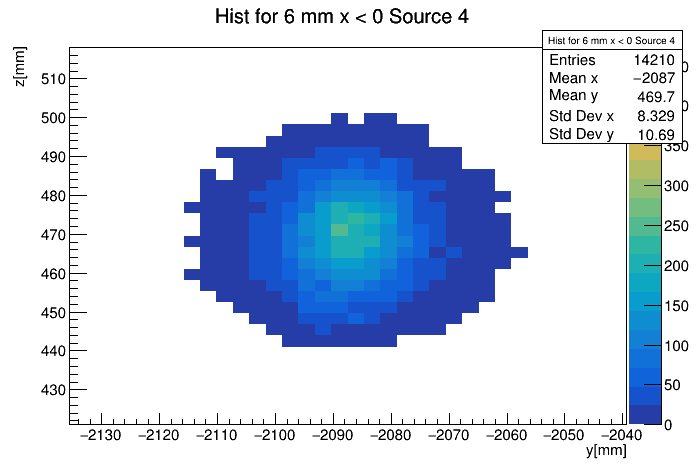 Hist for 6 mm x < 0 Source 4
Hist for 6 mm x < 0 Source 4
Entries 14210
Mean x −2087
Mean y 469.7
Std Dev x 8.329
Std Dev y 10.69
z[mm]
510
500
490
480
470
460
450
440
430
−2130 −2120 −2110 −2100 −2090 −2080 −2070 −2060 −2050 −2040
y[mm]
350
300
250
200
150
100
50
0